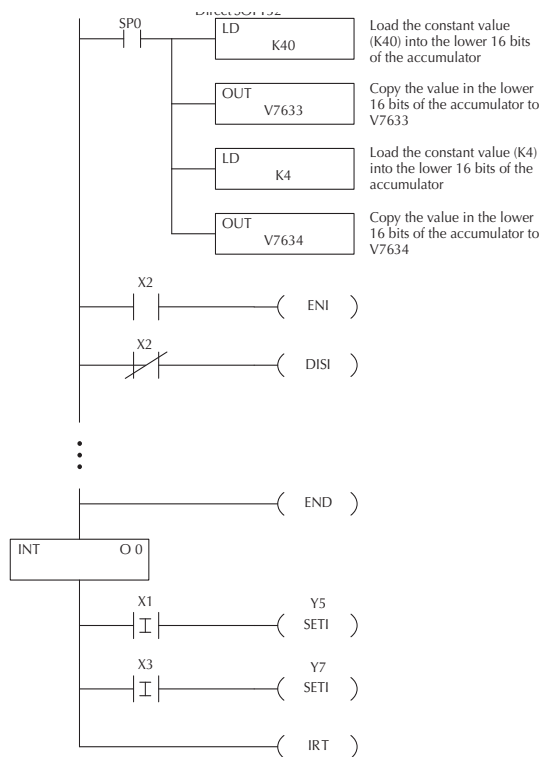 SP0
LD
K40
Load the constant value
(K40) into the lower 16 bits
of the accumulator
OUT
V7633
Copy the value in the lower
16 bits of the accumulator to
V7633
LD
K4
Load the constant value (K4)
into the lower 16 bits of the
accumulator
OUT
V7634
Copy the value in the lower
16 bits of the accumulator to
V7634
X2
ENI
X2
DISI
END
INT O 0
X1
Y5
SETI
X3
Y7
SETI
IRT